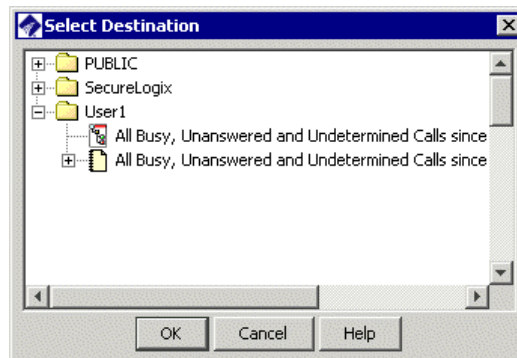 Select Destination
PUBLIC
SecureLogix
User1
All Busy, Unanswered and Undetermined Calls since
All Busy, Unanswered and Undetermined Calls since
OK Cancel Help